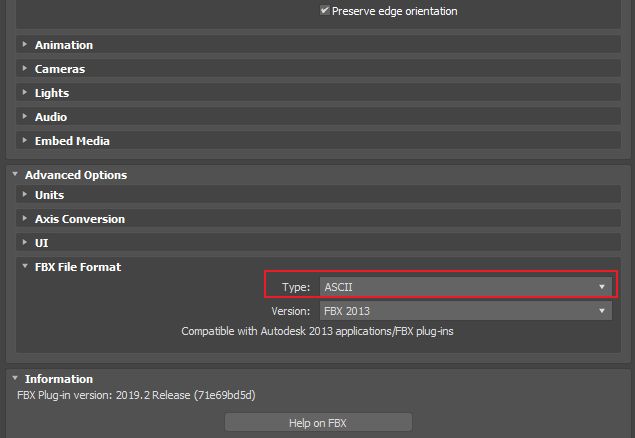 Preserve edge orientation
Animation
Cameras
Lights
Audio
Embed Media
Advanced Options
Units
Axis Conversion
UI
FBX File Format
Type: ASCII
Version: FBX 2013
Compatible with Autodesk 2013 applications/FBX plug-ins
Information
FBX Plug-in version: 2019.2 Release (71e69bd5d)
Help on FBX